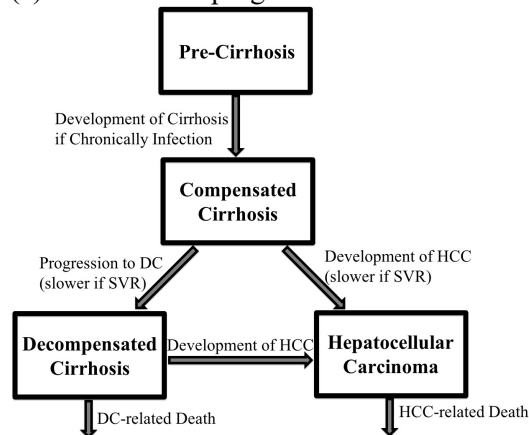 Pre-Cirrhosis
Development of Cirrhosis
if Chronically Infection
Compensated
Cirrhosis
Progression to DC
(slower if SVR)
Development of HCC
(slower if SVR)
Decompensated
Cirrhosis
Development of HCC
Hepatocellular
Carcinoma
DC-related Death
HCC-related Death